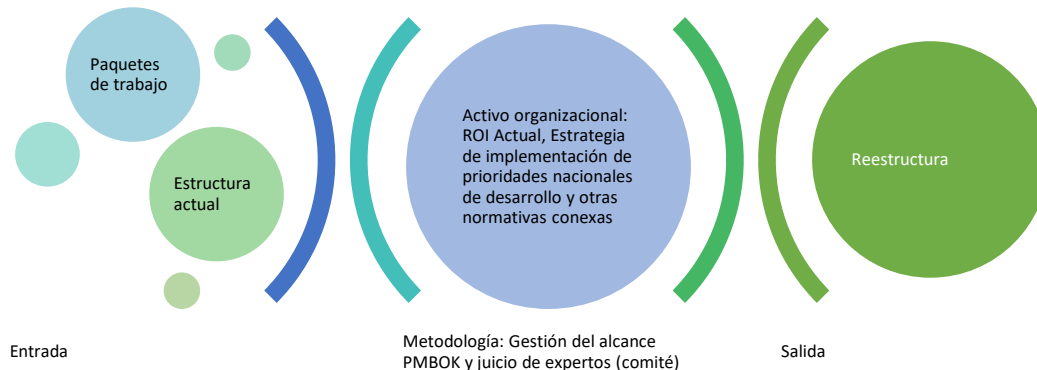 Paquetes
de trabajo
Estructura
actual
Activo organizacional:
ROI Actual, Estrategia
de implementación de
prioridades nacionales
de desarrollo y otras
normativas conexas
Reestructura
Entrada
Metodología: Gestión del alcance
PMBOK y juicio de expertos (comité)
Salida